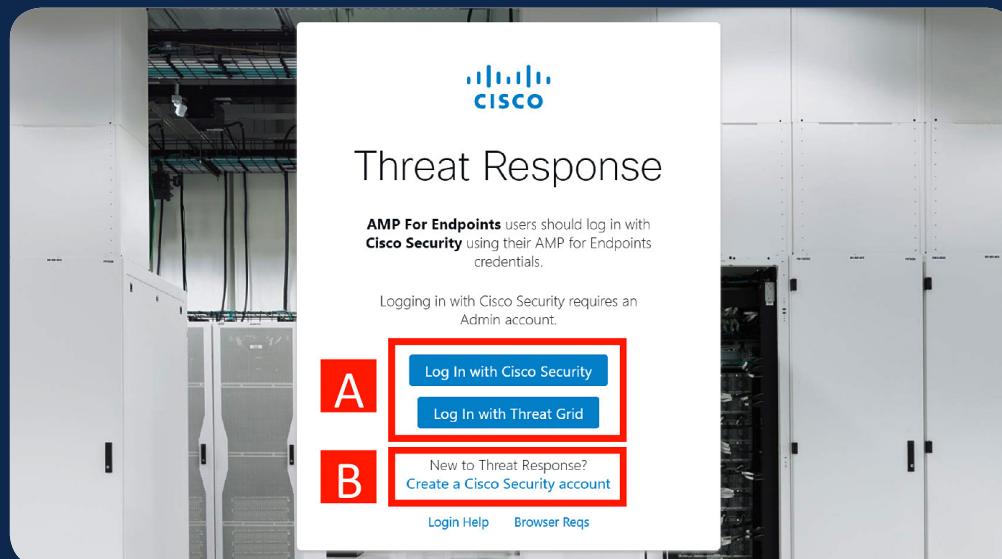 CISCO
Threat Response
AMP For Endpoints users should log in with
Cisco Security using their AMP for Endpoints
credentials.
Logging in with Cisco Security requires an
Admin account.
A
Log In with Cisco Security
Log In with Threat Grid
B
New to Threat Response?
Create a Cisco Security account
Login Help Browser Reqs